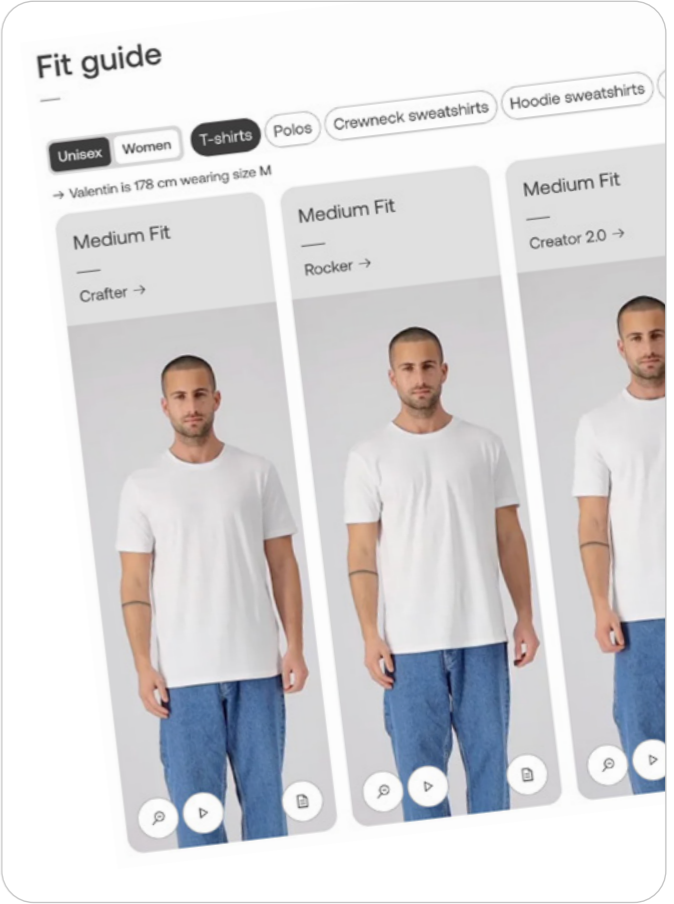 Fit guide
Unisex Women T-shirts Polos Crewneck sweatshirts Hoodie sweatshirts
→ Valentin is 178 cm wearing size M
Medium Fit
Crafter →
Medium Fit
Rocker →
Medium Fit
Creator 2.0 →